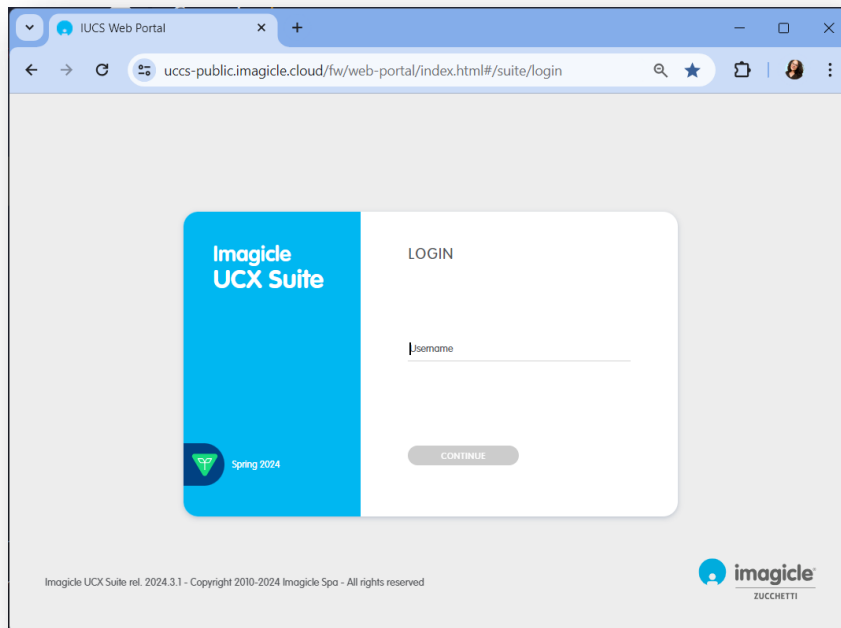 IUCS Web Portal
uccs-public.imagicle.cloud/fw/web-portal/index.html#/suite/login
Imagicle
UCX Suite
LOGIN
Username
CONTINUE
Spring 2024
Imagicle UCX Suite rel. 2024.3.1 - Copyright 2010-2024 Imagicle Spa - All rights reserved
imagicle®
ZUCCHETTI